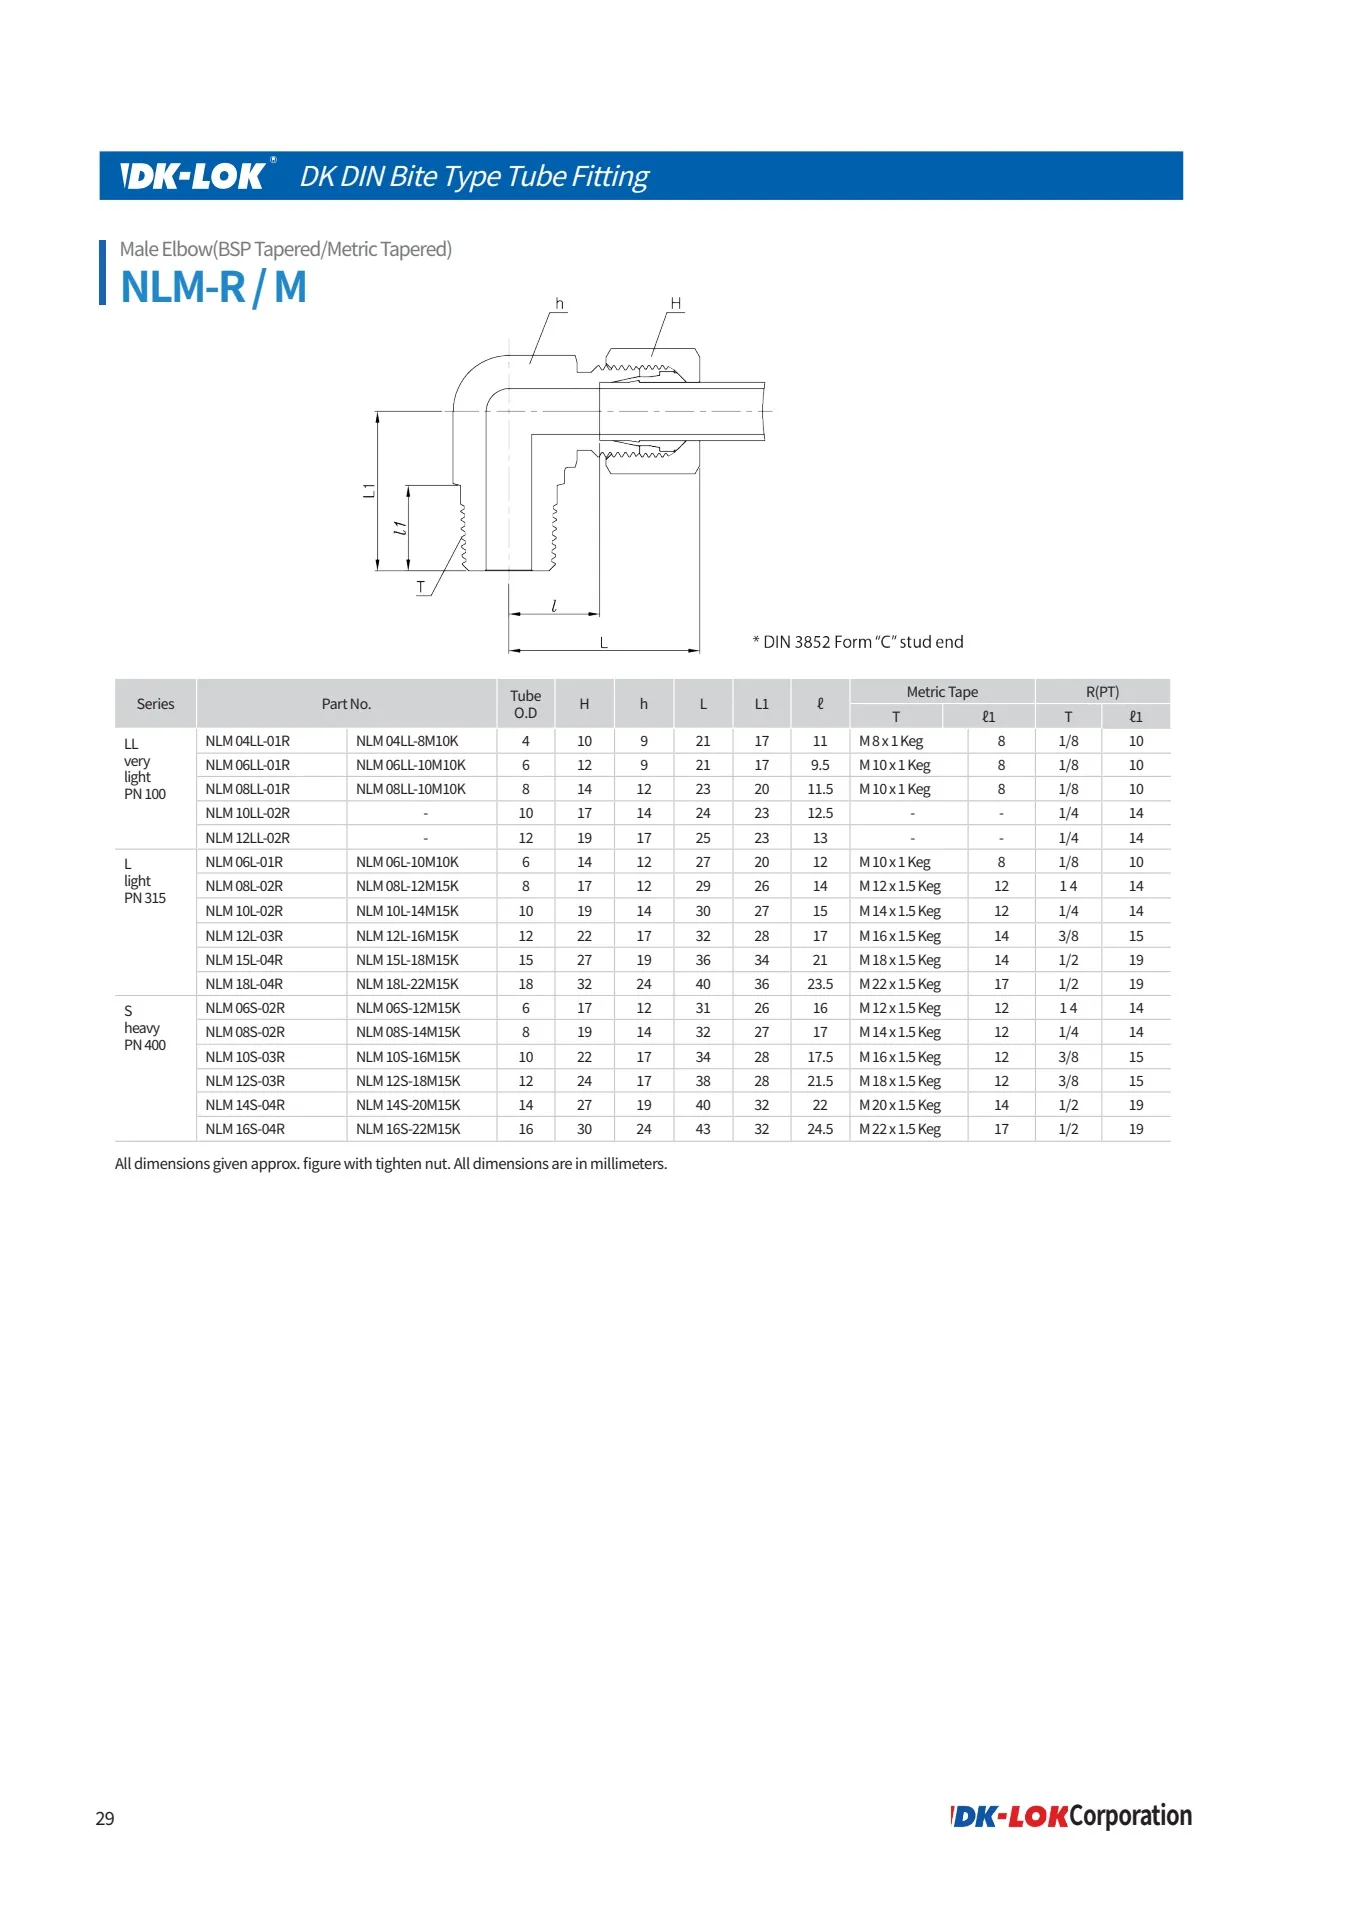 DK-LOK® DK DIN Bite Type Tube Fitting
Male Elbow(BSP Tapered/Metric Tapered)
NLM-R / M
h H
L1
l1
T
l
L
* DIN 3852 Form “C” stud end
Series Part No. Tube O.D H h L L1 ℓ Metric Tape R(PT)
T ℓ1 T ℓ1
LL very light PN 100
NLM 04LL-01R NLM 04LL-8M10K 4 10 9 21 17 11 M 8 x 1 Keg 8 1/8 10
NLM 06LL-01R NLM 06LL-10M10K 6 12 9 21 17 9.5 M 10 x 1 Keg 8 1/8 10
NLM 08LL-01R NLM 08LL-10M10K 8 14 12 23 20 11.5 M 10 x 1 Keg 8 1/8 10
NLM 10LL-02R - 10 17 14 24 23 12.5 - - 1/4 14
NLM 12LL-02R - 12 19 17 25 23 13 - - 1/4 14
L light PN 315
NLM 06L-01R NLM 06L-10M10K 6 14 12 27 20 12 M 10 x 1 Keg 8 1/8 10
NLM 08L-02R NLM 08L-12M15K 8 17 12 29 26 14 M 12 x 1.5 Keg 12 1 4 14
NLM 10L-02R NLM 10L-14M15K 10 19 14 30 27 15 M 14 x 1.5 Keg 12 1/4 14
NLM 12L-03R NLM 12L-16M15K 12 22 17 32 28 17 M 16 x 1.5 Keg 14 3/8 15
NLM 15L-04R NLM 15L-18M15K 15 27 19 36 34 21 M 18 x 1.5 Keg 14 1/2 19
NLM 18L-04R NLM 18L-22M15K 18 32 24 40 36 23.5 M 22 x 1.5 Keg 17 1/2 19
S heavy PN 400
NLM 06S-02R NLM 06S-12M15K 6 17 12 31 26 16 M 12 x 1.5 Keg 12 1 4 14
NLM 08S-02R NLM 08S-14M15K 8 19 14 32 27 17 M 14 x 1.5 Keg 12 1/4 14
NLM 10S-03R NLM 10S-16M15K 10 22 17 34 28 17.5 M 16 x 1.5 Keg 12 3/8 15
NLM 12S-03R NLM 12S-18M15K 12 24 17 38 28 21.5 M 18 x 1.5 Keg 12 3/8 15
NLM 14S-04R NLM 14S-20M15K 14 27 19 40 32 22 M 20 x 1.5 Keg 14 1/2 19
NLM 16S-04R NLM 16S-22M15K 16 30 24 43 32 24.5 M 22 x 1.5 Keg 17 1/2 19
All dimensions given approx. figure with tighten nut. All dimensions are in millimeters.
29
DK-LOK Corporation